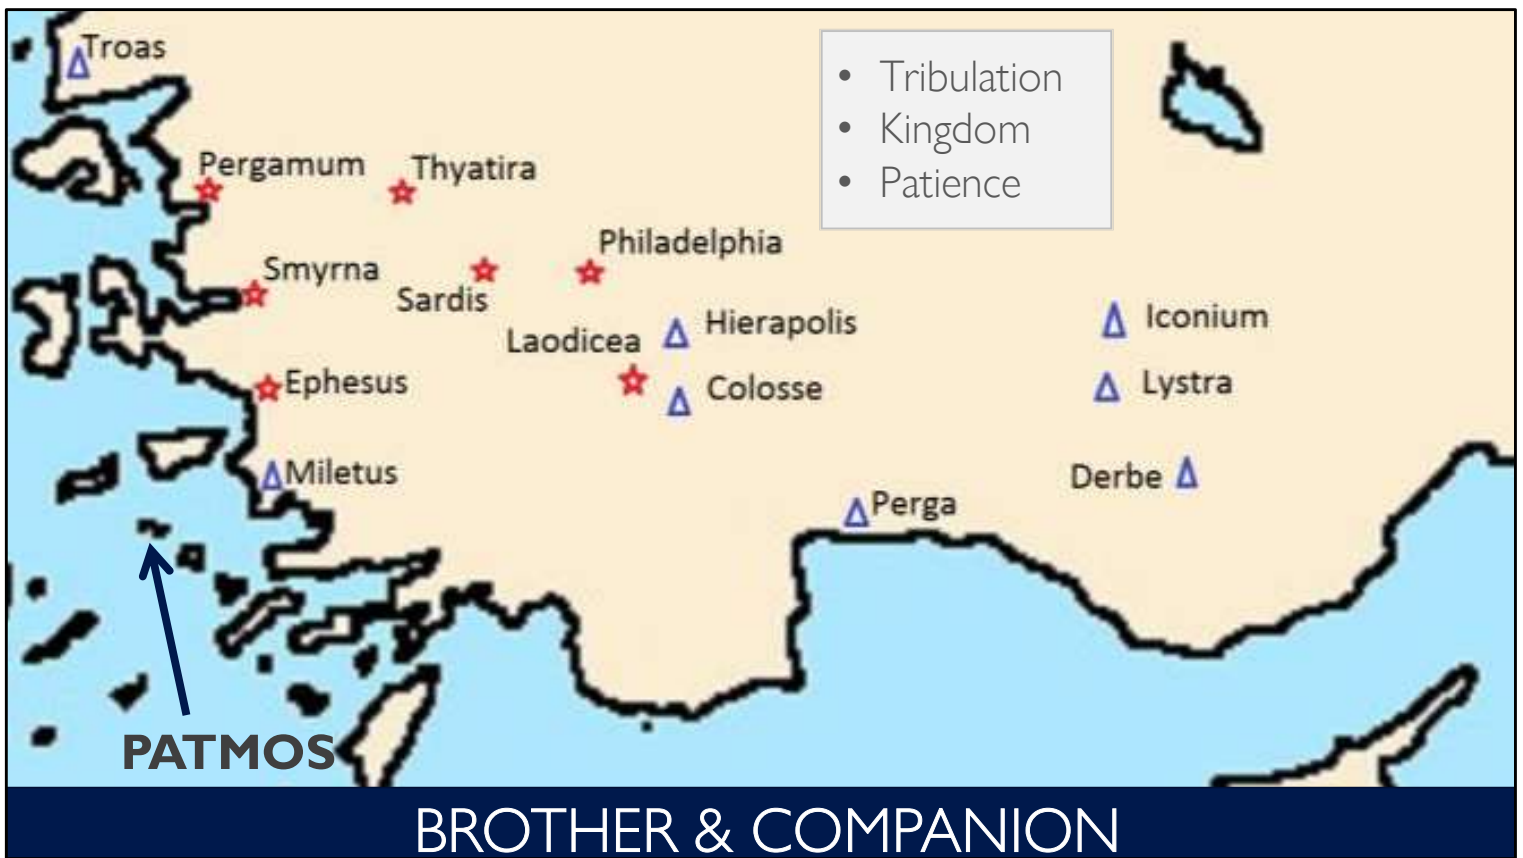 Troas
• Tribulation
• Kingdom
• Patience
Pergamum
Thyatira
Philadelphia
Smyrna
Sardis
Hierapolis
Iconium
Laodicea
Ephesus
Colosse
Lystra
Miletus
Derbe
Perga
PATMOS
BROTHER & COMPANION